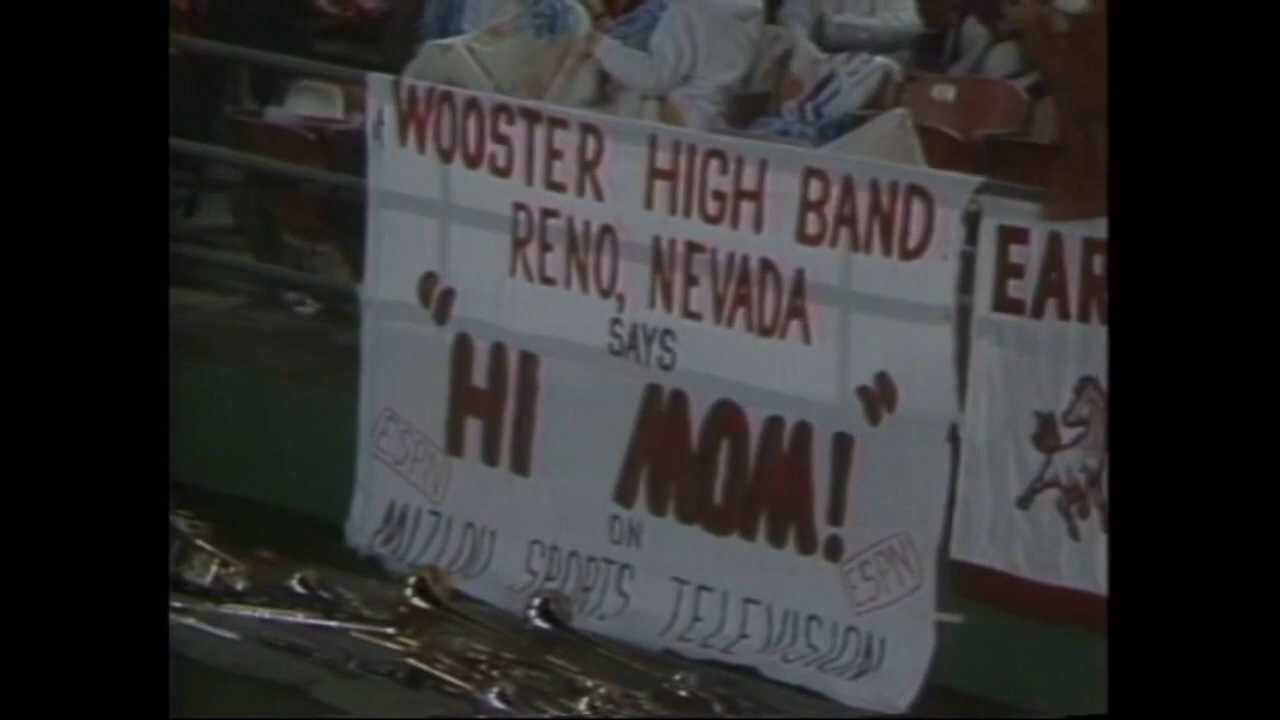 WOOSTER HIGH BAND
RENO, NEVADA
SAYS
"HI MOM!"
ESPN
ON
ESPN
MIZLOU SPORTS TELEVISION
EAR